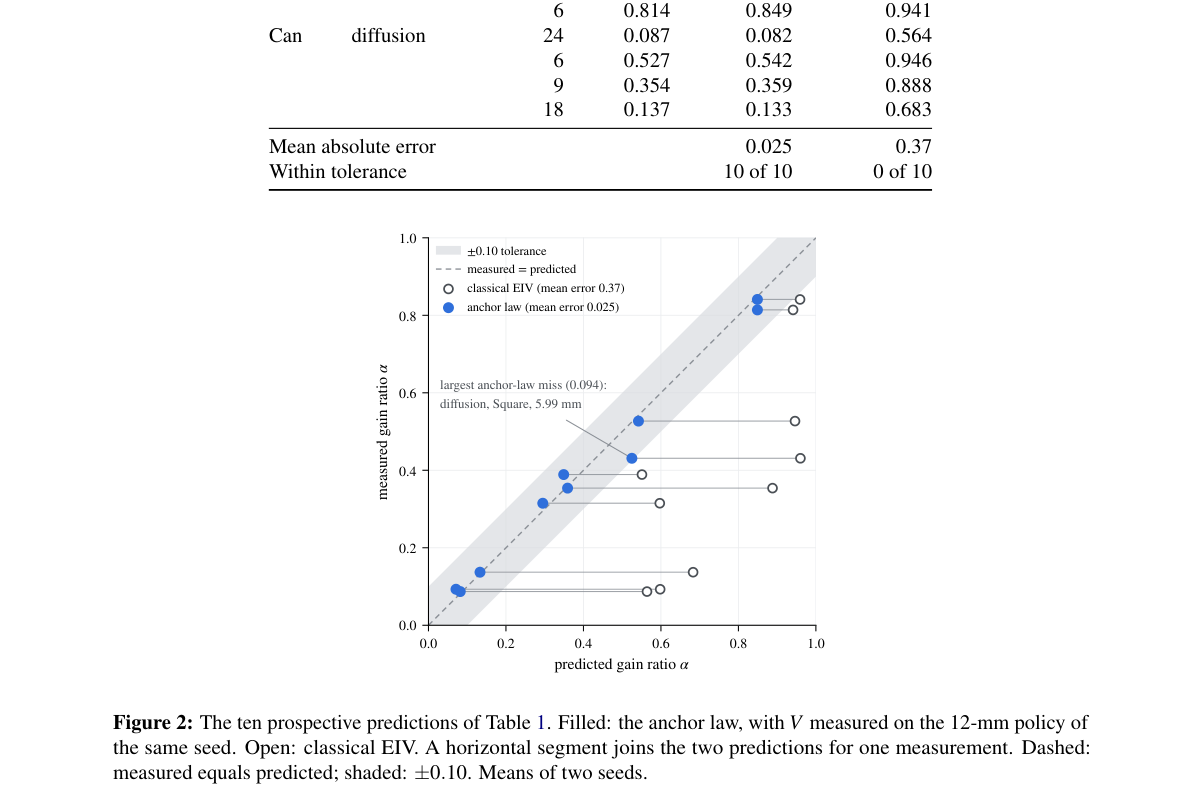 6 0.814 0.849 0.941
Can diffusion 24 0.087 0.082 0.564
6 0.527 0.542 0.946
9 0.354 0.359 0.888
18 0.137 0.133 0.683
Mean absolute error 0.025 0.37
Within tolerance 10 of 10 0 of 10
1.0
±0.10 tolerance
measured = predicted
classical EIV (mean error 0.37)
anchor law (mean error 0.025)
0.8
largest anchor-law miss (0.094):
diffusion, Square, 5.99 mm
0.6
measured gain ratio α
0.4
0.2
0.0
0.0 0.2 0.4 0.6 0.8 1.0
predicted gain ratio α
Figure 2: The ten prospective predictions of Table 1. Filled: the anchor law, with V measured on the 12-mm policy of
the same seed. Open: classical EIV. A horizontal segment joins the two predictions for one measurement. Dashed:
measured equals predicted; shaded: ±0.10. Means of two seeds.